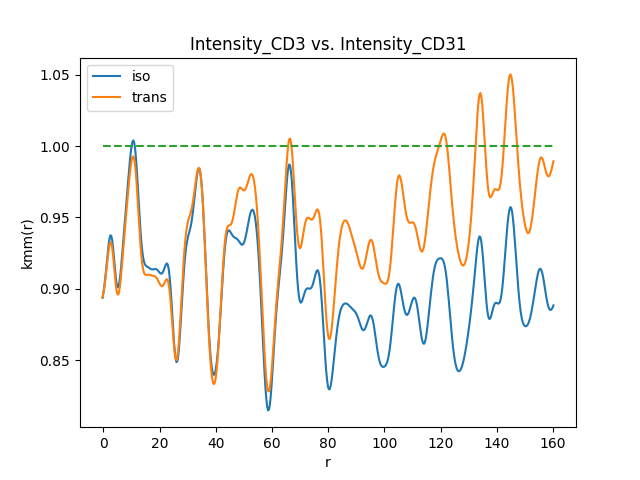 Intensity_CD3 vs. Intensity_CD31
iso
trans
1.05
1.00
0.95
0.90
0.85
kmm(r)
0 20 40 60 80 100 120 140 160
r